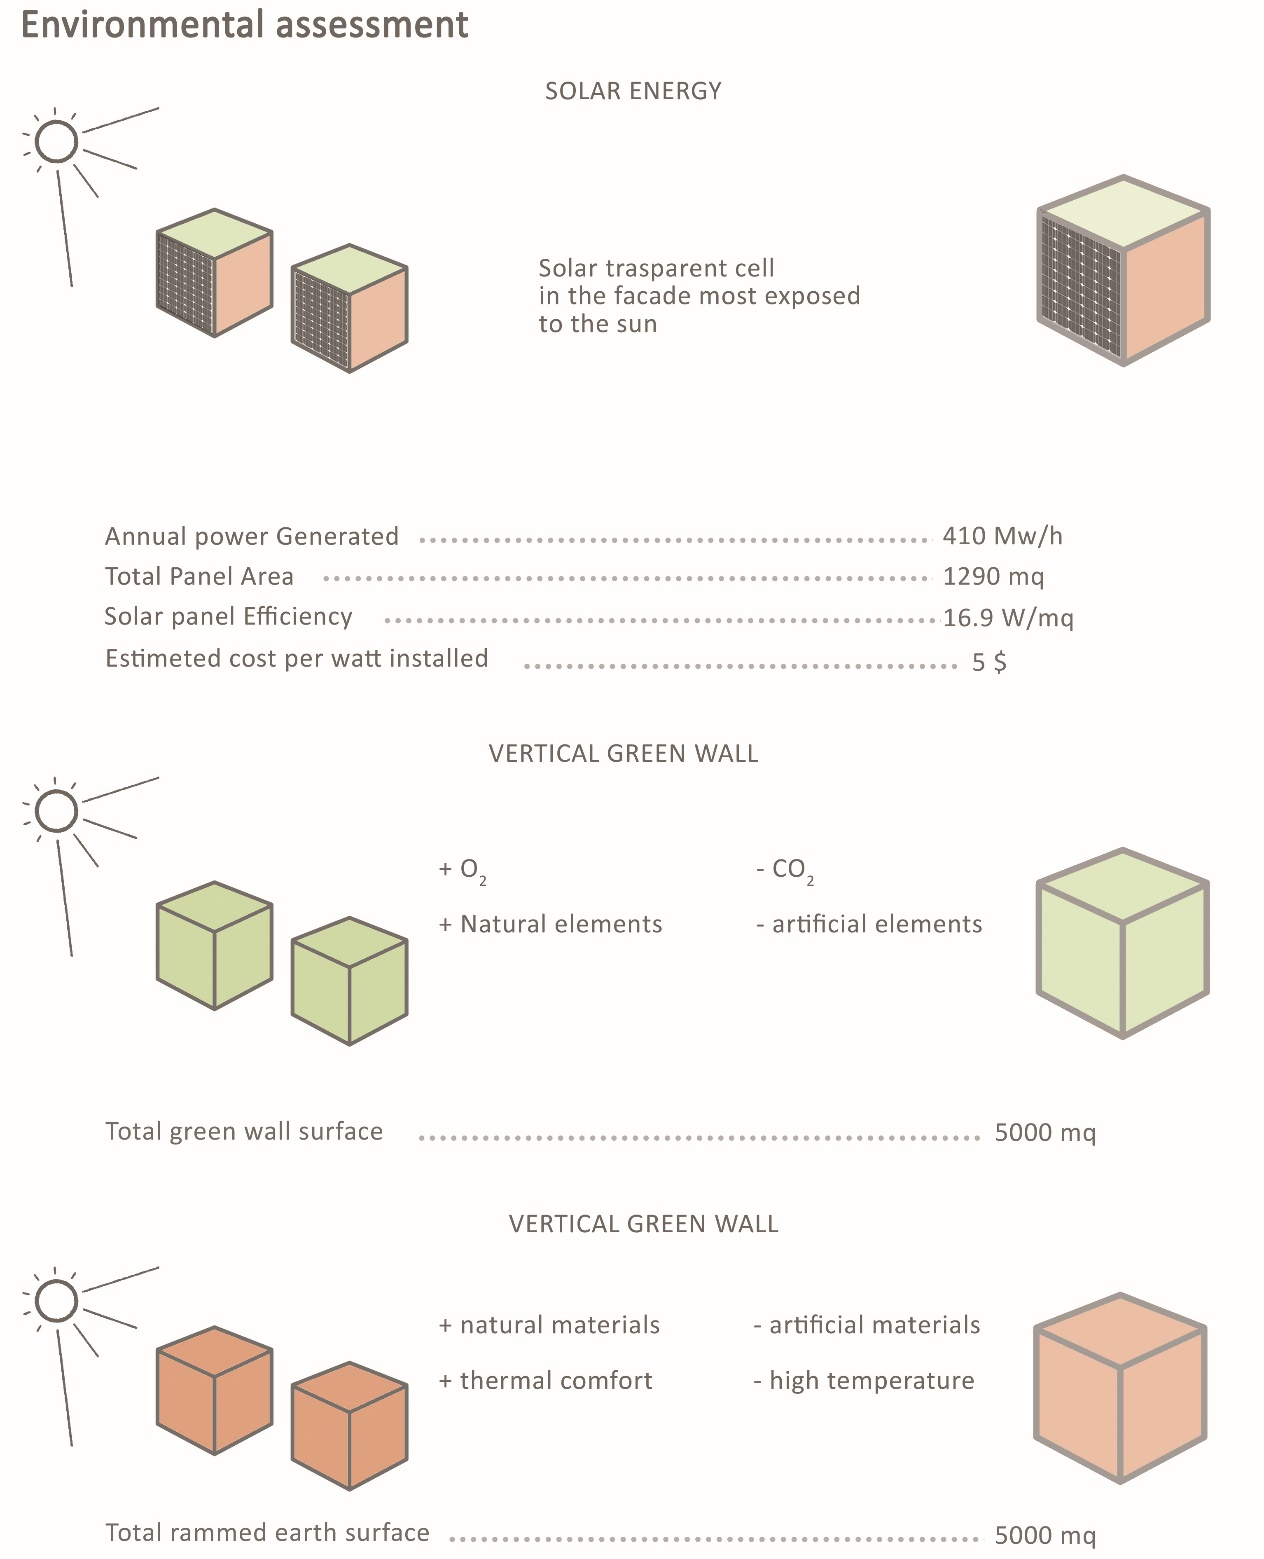 Environmental assessment
SOLAR ENERGY
Solar trasparent cell
in the facade most exposed
to the sun
Annual power Generated ................................................ 410 Mw/h
Total Panel Area ......................................................... 1290 mq
Solar panel Efficiency .................................................... 16.9 W/mq
Estimeted cost per watt installed ......................................... 5 $
VERTICAL GREEN WALL
+ O₂ - CO₂
+ Natural elements - artificial elements
Total green wall surface ..................................................... 5000 mq
VERTICAL GREEN WALL
+ natural materials - artificial materials
+ thermal comfort - high temperature
Total rammed earth surface .................................................. 5000 mq